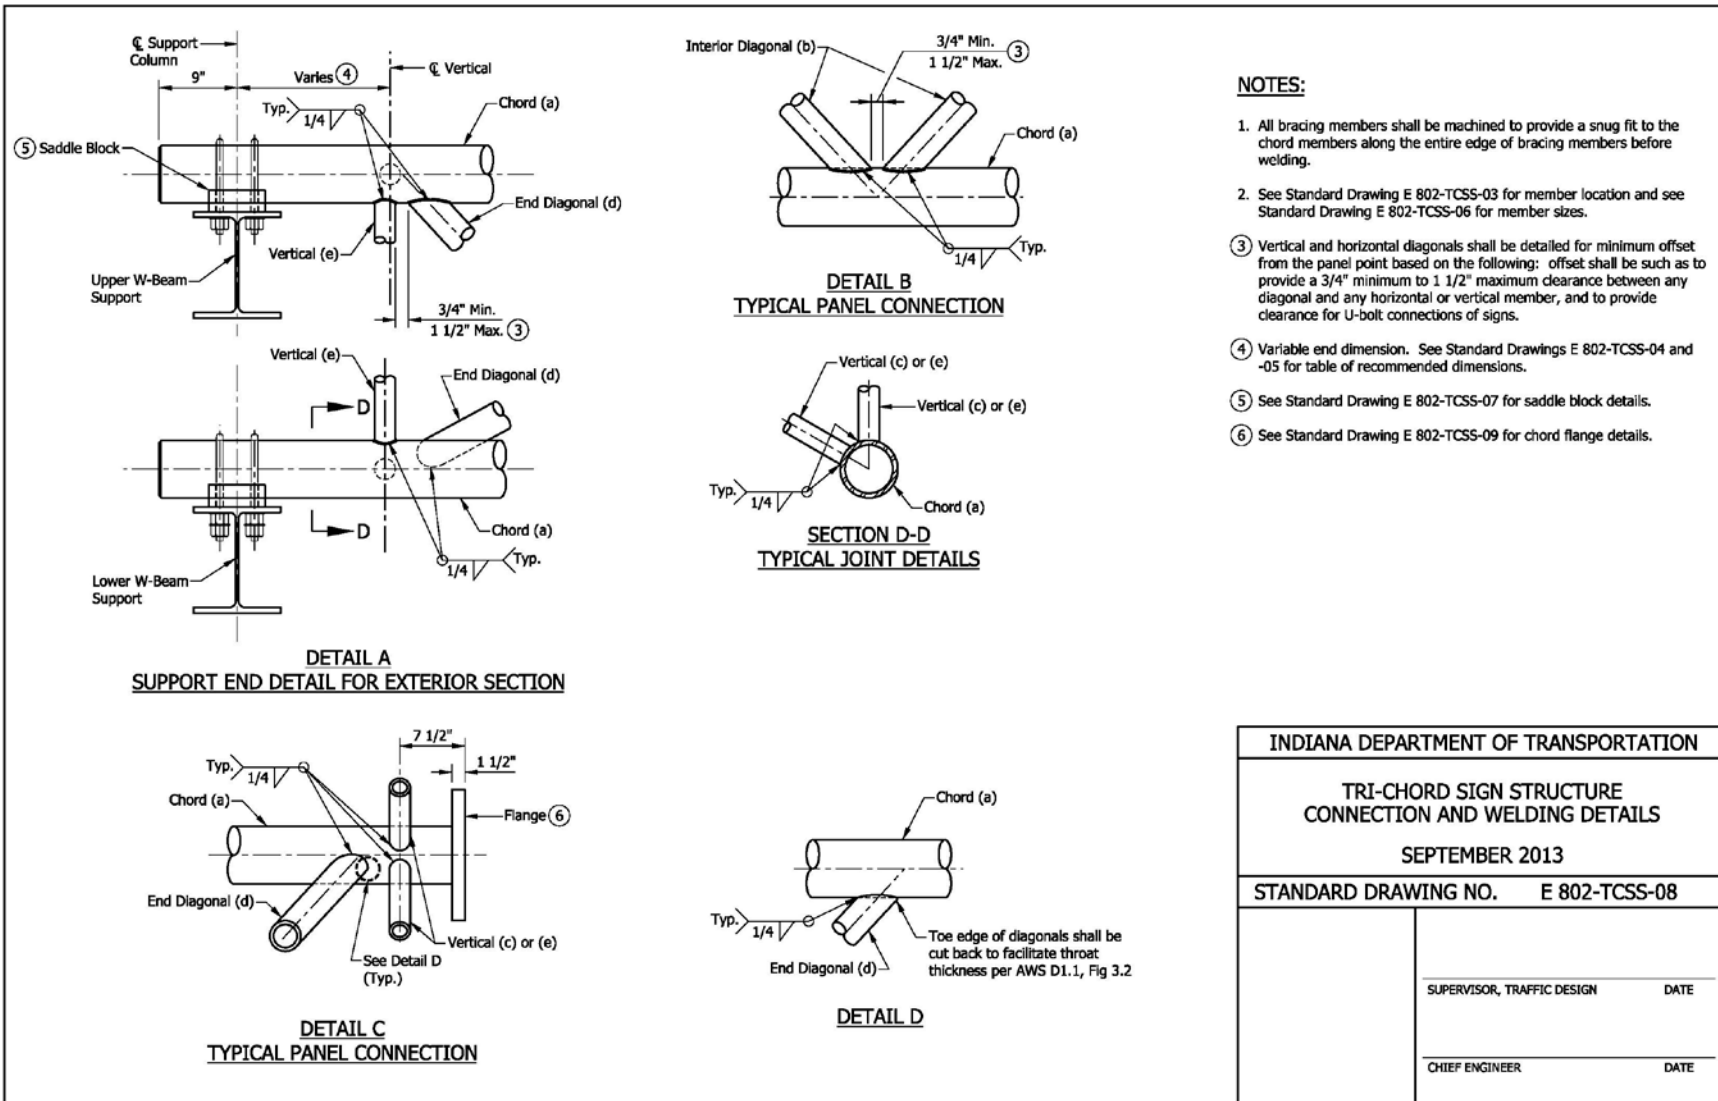 ℄ Support
Column
9"
Varies 4
℄ Vertical
Typ.
1/4
Chord (a)
5 Saddle Block
End Diagonal (d)
Vertical (e)
Upper W-Beam
Support
3/4" Min.
1 1/2" Max. 3
Vertical (e)
End Diagonal (d)
D
D
Chord (a)
1/4
Typ.
Lower W-Beam
Support
DETAIL A
SUPPORT END DETAIL FOR EXTERIOR SECTION
Interior Diagonal (b)
3/4" Min.
1 1/2" Max.
3
Chord (a)
Typ.
1/4
DETAIL B
TYPICAL PANEL CONNECTION
Vertical (c) or (e)
Vertical (c) or (e)
Typ.
1/4
Chord (a)
SECTION D-D
TYPICAL JOINT DETAILS
7 1/2"
1 1/2"
Typ.
1/4
Chord (a)
Flange 6
End Diagonal (d)
Vertical (c) or (e)
See Detail D
(Typ.)
DETAIL C
TYPICAL PANEL CONNECTION
Chord (a)
Typ.
1/4
End Diagonal (d)
Toe edge of diagonals shall be
cut back to facilitate throat
thickness per AWS D1.1, Fig 3.2
DETAIL D
NOTES:
1. All bracing members shall be machined to provide a snug fit to the
chord members along the entire edge of bracing members before
welding.
2. See Standard Drawing E 802-TCSS-03 for member location and see
Standard Drawing E 802-TCSS-06 for member sizes.
3 Vertical and horizontal diagonals shall be detailed for minimum offset
from the panel point based on the following: offset shall be such as to
provide a 3/4" minimum to 1 1/2" maximum clearance between any
diagonal and any horizontal or vertical member, and to provide
clearance for U-bolt connections of signs.
4 Variable end dimension. See Standard Drawings E 802-TCSS-04 and
-05 for table of recommended dimensions.
5 See Standard Drawing E 802-TCSS-07 for saddle block details.
6 See Standard Drawing E 802-TCSS-09 for chord flange details.
INDIANA DEPARTMENT OF TRANSPORTATION
TRI-CHORD SIGN STRUCTURE
CONNECTION AND WELDING DETAILS
SEPTEMBER 2013
STANDARD DRAWING NO. E 802-TCSS-08
SUPERVISOR, TRAFFIC DESIGN DATE
CHIEF ENGINEER DATE